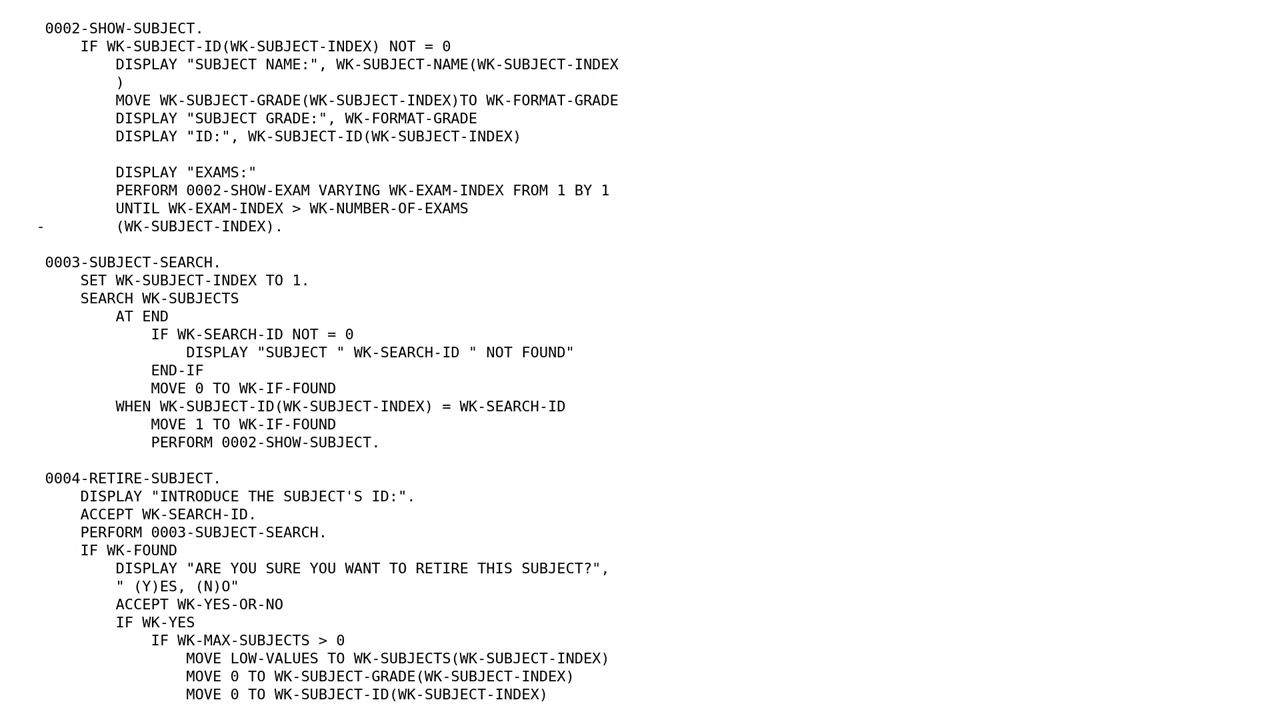 0002-SHOW-SUBJECT.
     IF WK-SUBJECT-ID(WK-SUBJECT-INDEX) NOT = 0
         DISPLAY "SUBJECT NAME:", WK-SUBJECT-NAME(WK-SUBJECT-INDEX
         )
         MOVE WK-SUBJECT-GRADE(WK-SUBJECT-INDEX)TO WK-FORMAT-GRADE
         DISPLAY "SUBJECT GRADE:", WK-FORMAT-GRADE
         DISPLAY "ID:", WK-SUBJECT-ID(WK-SUBJECT-INDEX)

         DISPLAY "EXAMS:"
         PERFORM 0002-SHOW-EXAM VARYING WK-EXAM-INDEX FROM 1 BY 1
         UNTIL WK-EXAM-INDEX > WK-NUMBER-OF-EXAMS
-        (WK-SUBJECT-INDEX).

 0003-SUBJECT-SEARCH.
     SET WK-SUBJECT-INDEX TO 1.
     SEARCH WK-SUBJECTS
         AT END
             IF WK-SEARCH-ID NOT = 0
                 DISPLAY "SUBJECT " WK-SEARCH-ID " NOT FOUND"
             END-IF
             MOVE 0 TO WK-IF-FOUND
         WHEN WK-SUBJECT-ID(WK-SUBJECT-INDEX) = WK-SEARCH-ID
             MOVE 1 TO WK-IF-FOUND
             PERFORM 0002-SHOW-SUBJECT.

 0004-RETIRE-SUBJECT.
     DISPLAY "INTRODUCE THE SUBJECT'S ID:".
     ACCEPT WK-SEARCH-ID.
     PERFORM 0003-SUBJECT-SEARCH.
     IF WK-FOUND
         DISPLAY "ARE YOU SURE YOU WANT TO RETIRE THIS SUBJECT?",
         " (Y)ES, (N)O"
         ACCEPT WK-YES-OR-NO
         IF WK-YES
             IF WK-MAX-SUBJECTS > 0
                 MOVE LOW-VALUES TO WK-SUBJECTS(WK-SUBJECT-INDEX)
                 MOVE 0 TO WK-SUBJECT-GRADE(WK-SUBJECT-INDEX)
                 MOVE 0 TO WK-SUBJECT-ID(WK-SUBJECT-INDEX)